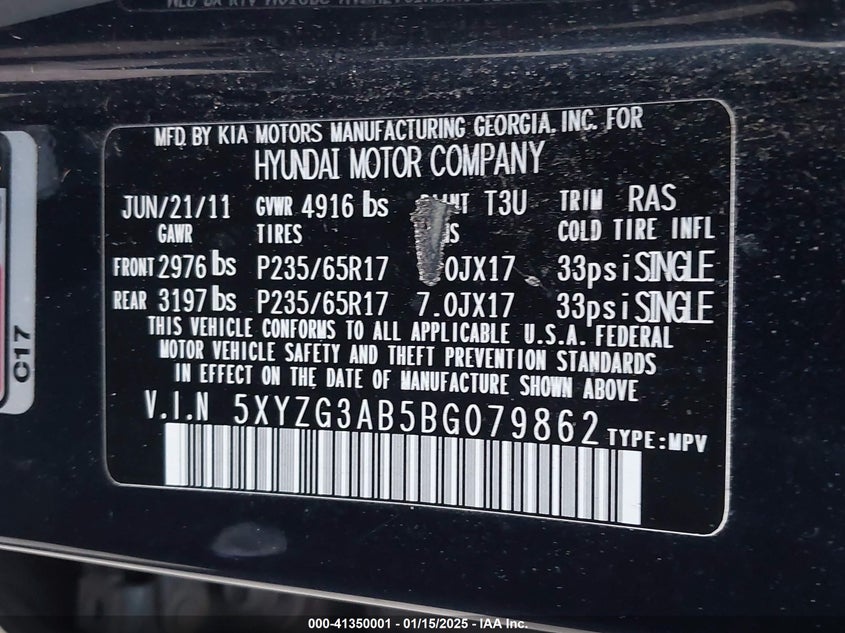 MFD. BY KIA MOTORS MANUFACTURING GEORGIA, INC. FOR
HYUNDAI MOTOR COMPANY
JUN/21/11 GVWR 4916 lbs T3U TRIM RAS
GAWR TIRES COLD TIRE INFL
FRONT 2976 lbs P235/65R17 0JX17 33psi SINGLE
REAR 3197 lbs P235/65R17 7.0JX17 33psi SINGLE
THIS VEHICLE CONFORMS TO ALL APPLICABLE U.S.A. FEDERAL
MOTOR VEHICLE SAFETY AND THEFT PREVENTION STANDARDS
IN EFFECT ON THE DATE OF MANUFACTURE SHOWN ABOVE
V.I.N 5XYZG3AB5BG079862 TYPE:MPV
C17
000-41350001 - 01/15/2025 - IAA Inc.